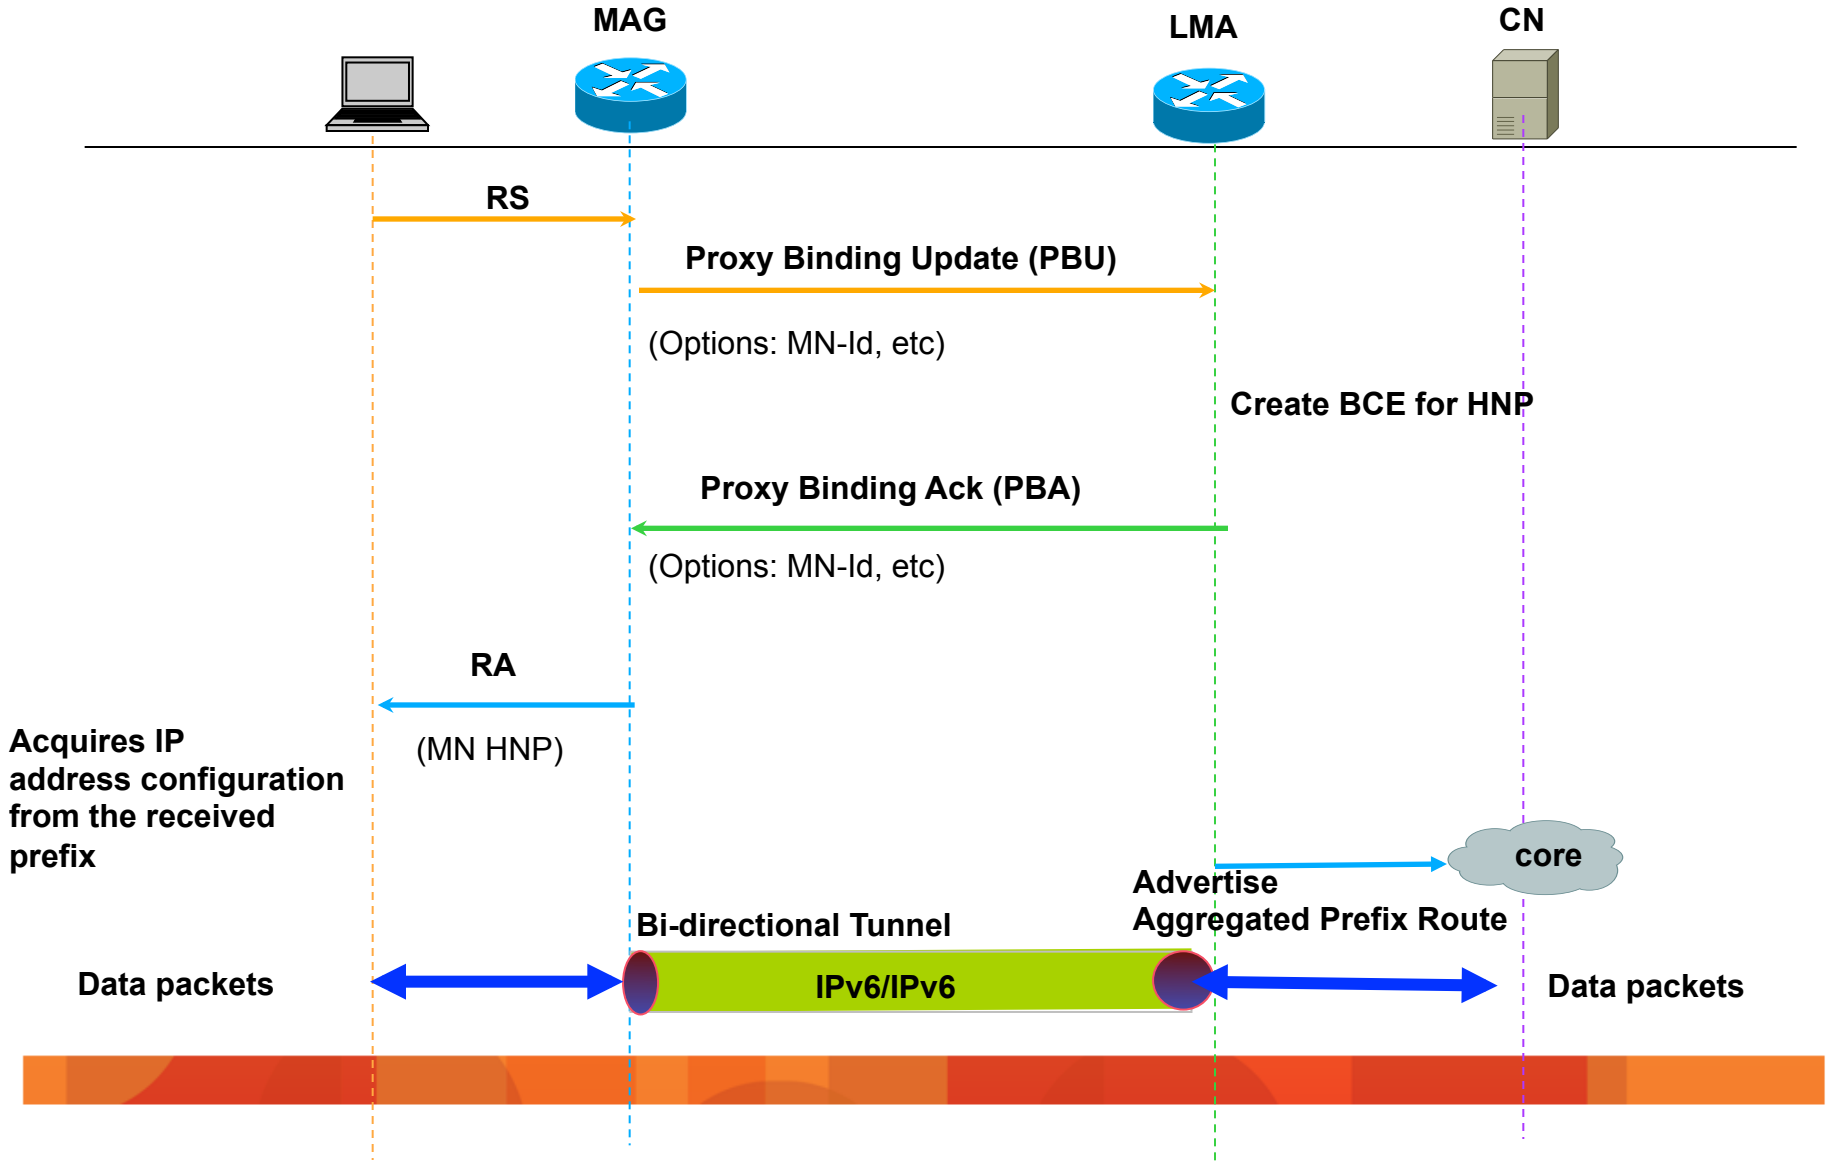 MAG
LMA
CN
RS
Proxy Binding Update (PBU)
(Options: MN-Id, etc)
Create BCE for HNP
Proxy Binding Ack (PBA)
(Options: MN-Id, etc)
RA
(MN HNP)
Acquires IP
address configuration
from the received
prefix
core
Advertise
Aggregated Prefix Route
Bi-directional Tunnel
Data packets
IPv6/IPv6
Data packets